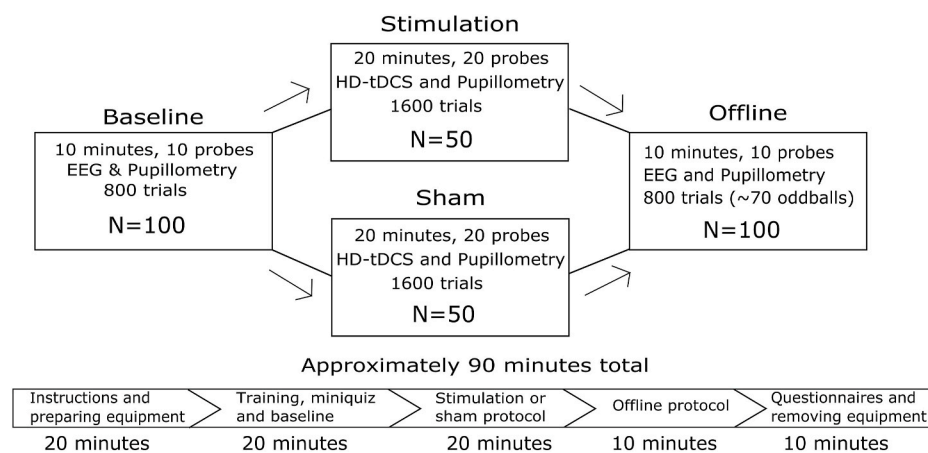 Stimulation
20 minutes, 20 probes
HD-tDCS and Pupillometry
1600 trials
N=50
Baseline
10 minutes, 10 probes
EEG & Pupillometry
800 trials
N=100
Sham
20 minutes, 20 probes
HD-tDCS and Pupillometry
1600 trials
N=50
Offline
10 minutes, 10 probes
EEG and Pupillometry
800 trials (~70 oddballs)
N=100
Approximately 90 minutes total
Instructions and
preparing equipment
20 minutes
Training, miniquiz
and baseline
20 minutes
Stimulation or
sham protocol
20 minutes
Offline protocol
10 minutes
Questionnaires and
removing equipment
10 minutes